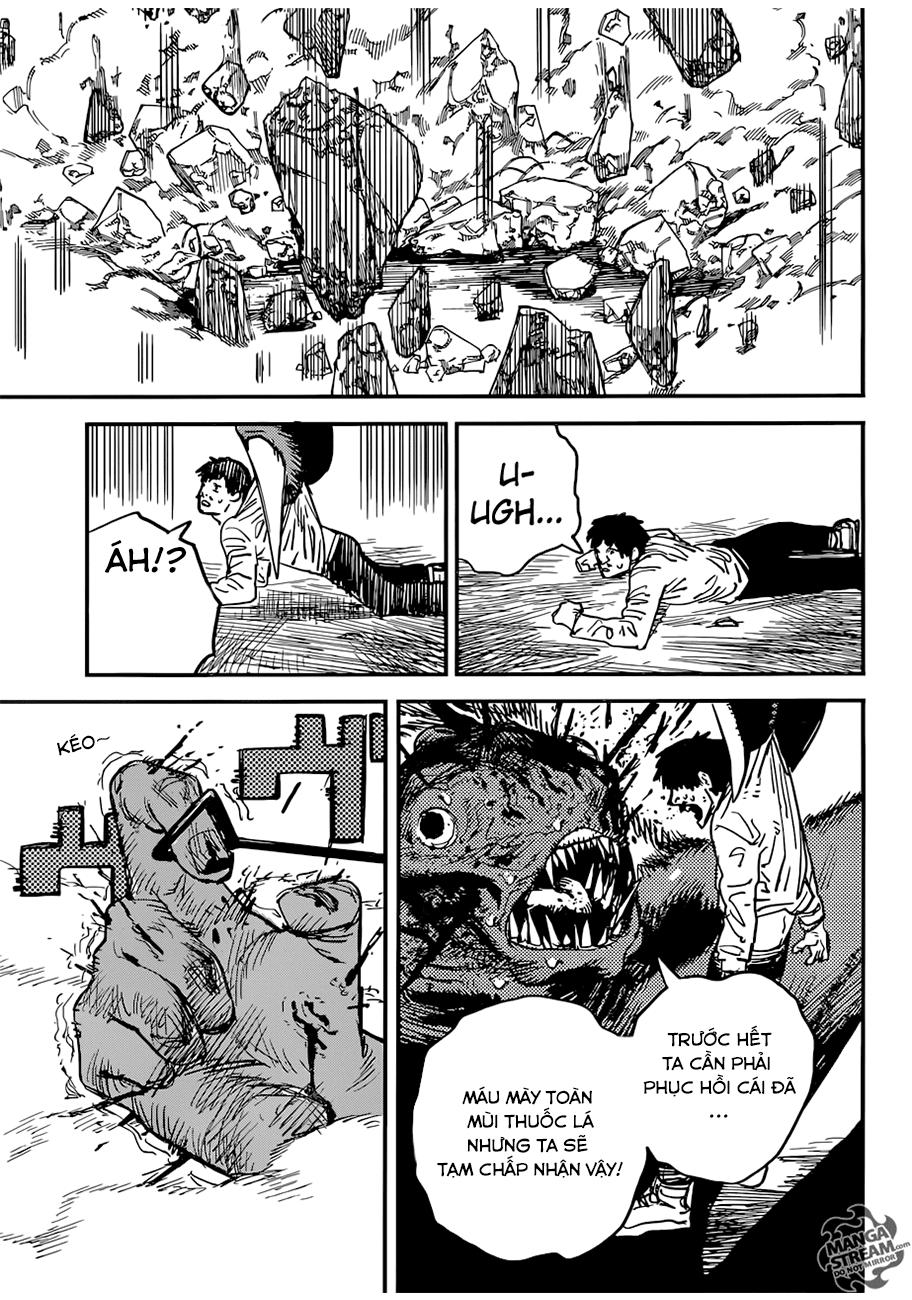 U-
UGH...
ÁH!?
TRƯỚC HẾT
TA CẦN PHẢI
PHỤC HỒI CÁI ĐÃ
...
MÁU MÀY TOÀN
MÙI THUỐC LÁ
NHƯNG TA SẼ
TẠM CHẤP NHẬN VẬY!
KÉO~
MANGA
STREAM.com
DO NOT MIRROR